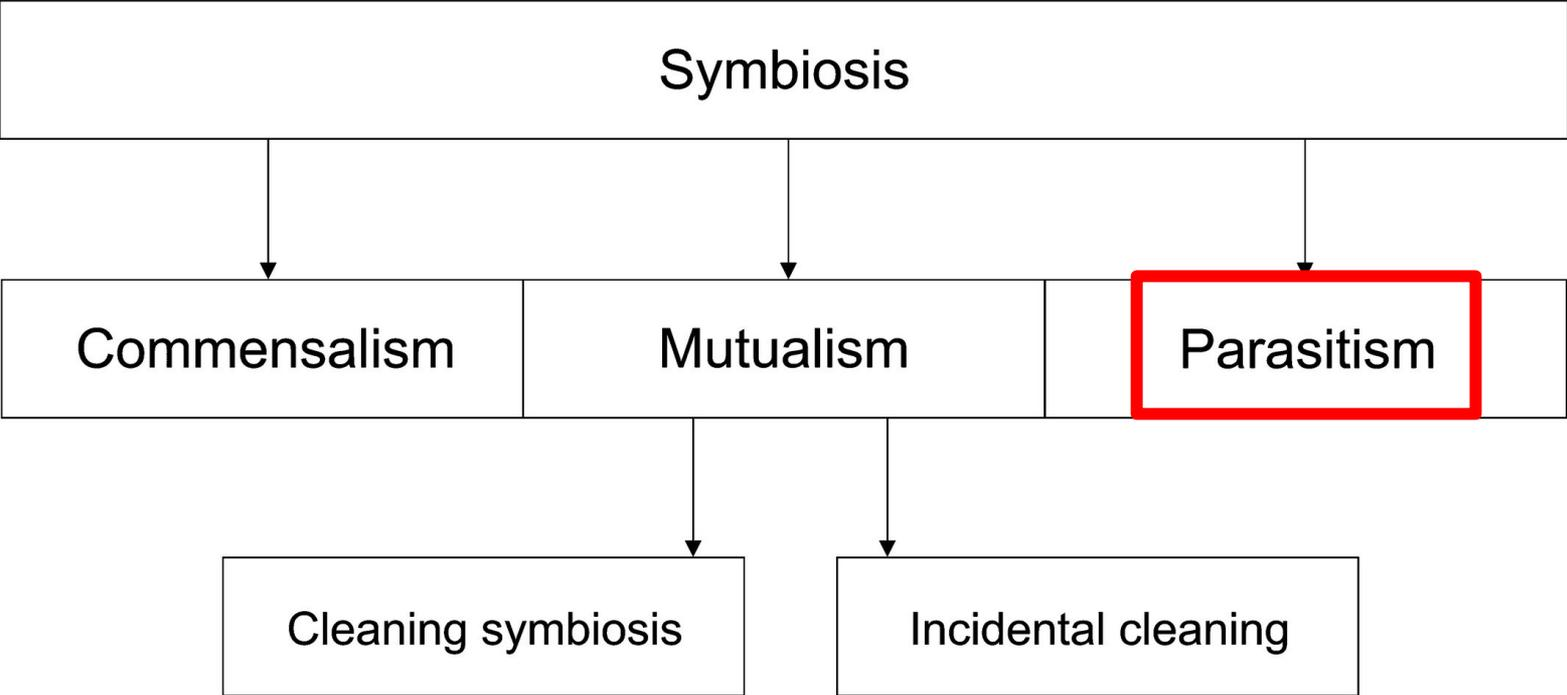 Symbiosis
Commensalism
Mutualism
Parasitism
Cleaning symbiosis
Incidental cleaning